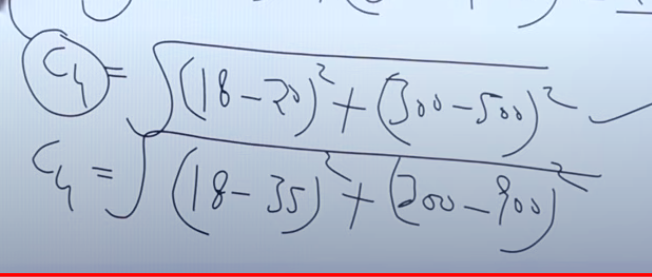 C₄ = √(18-20)² + (300-500)²
C₄ = √(18-35)² + (200-900)²